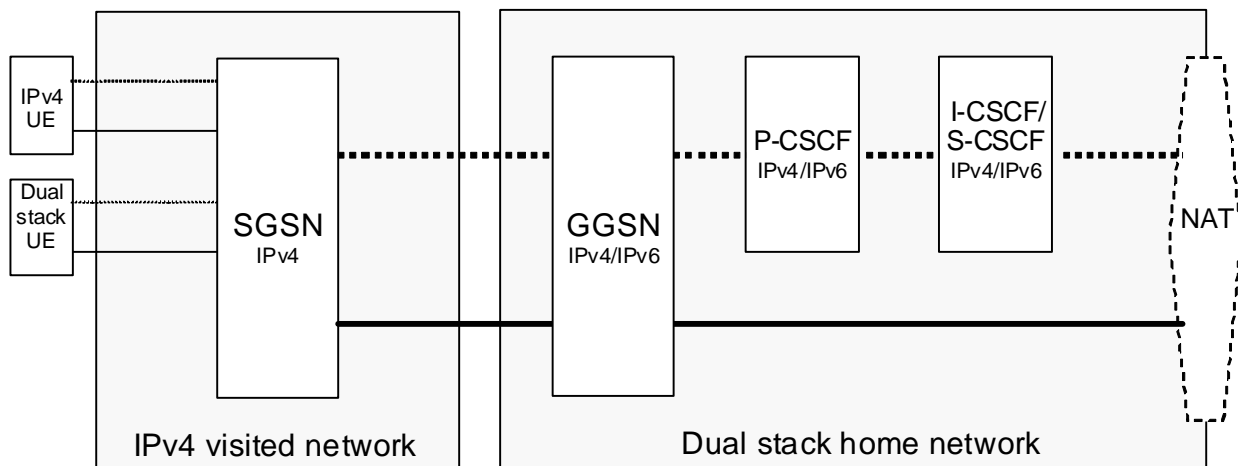 IPv4
UE
Dual
stack
UE
SGSN
IPv4
GGSN
IPv4/IPv6
P-CSCF
IPv4/IPv6
I-CSCF/
S-CSCF
IPv4/IPv6
NAT
IPv4 visited network
Dual stack home network